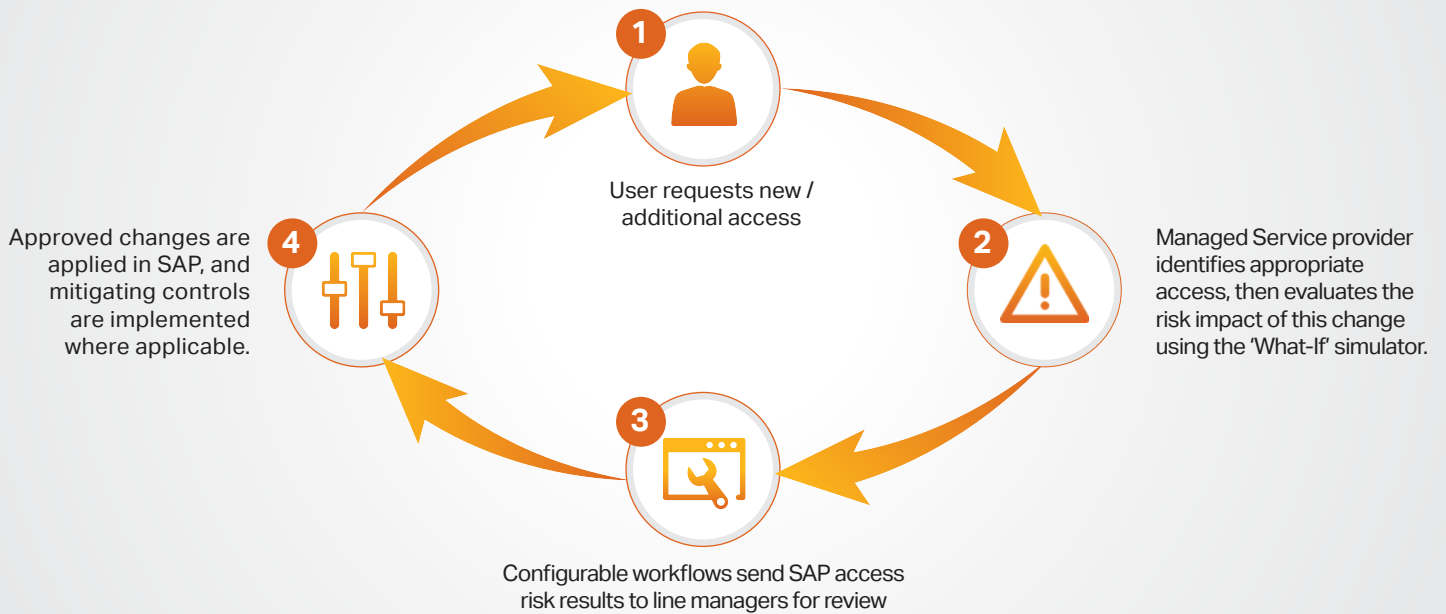 1
User requests new /
additional access
2
Managed Service provider
identifies appropriate
access, then evaluates the
risk impact of this change
using the ‘What-If’ simulator.
3
Configurable workflows send SAP access
risk results to line managers for review
4
Approved changes are
applied in SAP, and
mitigating controls
are implemented
where applicable.